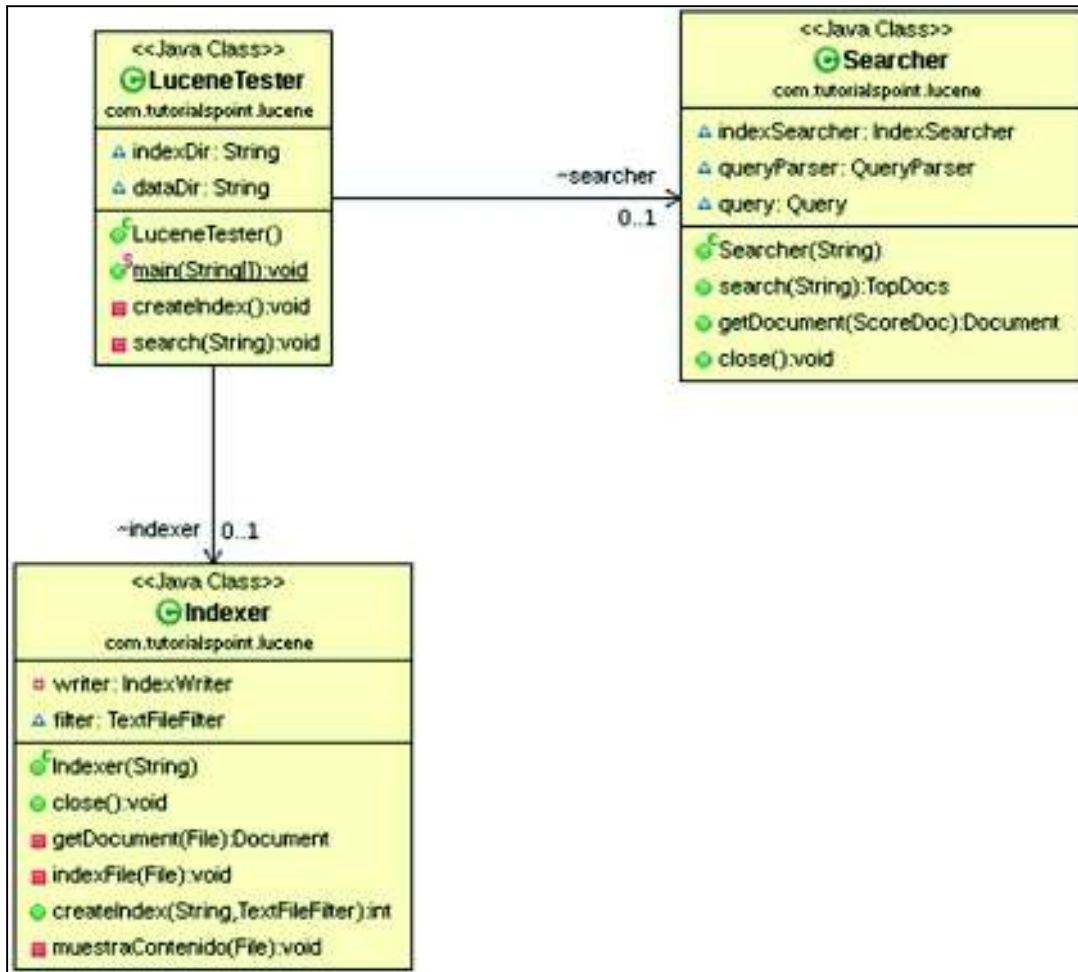 <<Java Class>>
LuceneTester
com.tutorialspoint.lucene
indexDir: String
dataDir: String
LuceneTester()
main(String[]):void
createIndex():void
search(String):void
~searcher
0..1
<<Java Class>>
Searcher
com.tutorialspoint.lucene
indexSearcher: IndexSearcher
queryParser: QueryParser
query: Query
Searcher(String)
search(String):TopDocs
getDocument(ScoreDoc):Document
close():void
~indexer 0..1
<<Java Class>>
Indexer
com.tutorialspoint.lucene
writer: IndexWriter
filter: TextFileFilter
Indexer(String)
close():void
getDocument(File):Document
indexFile(File):void
createIndex(String,TextFileFilter):int
muestraContenido(File):void